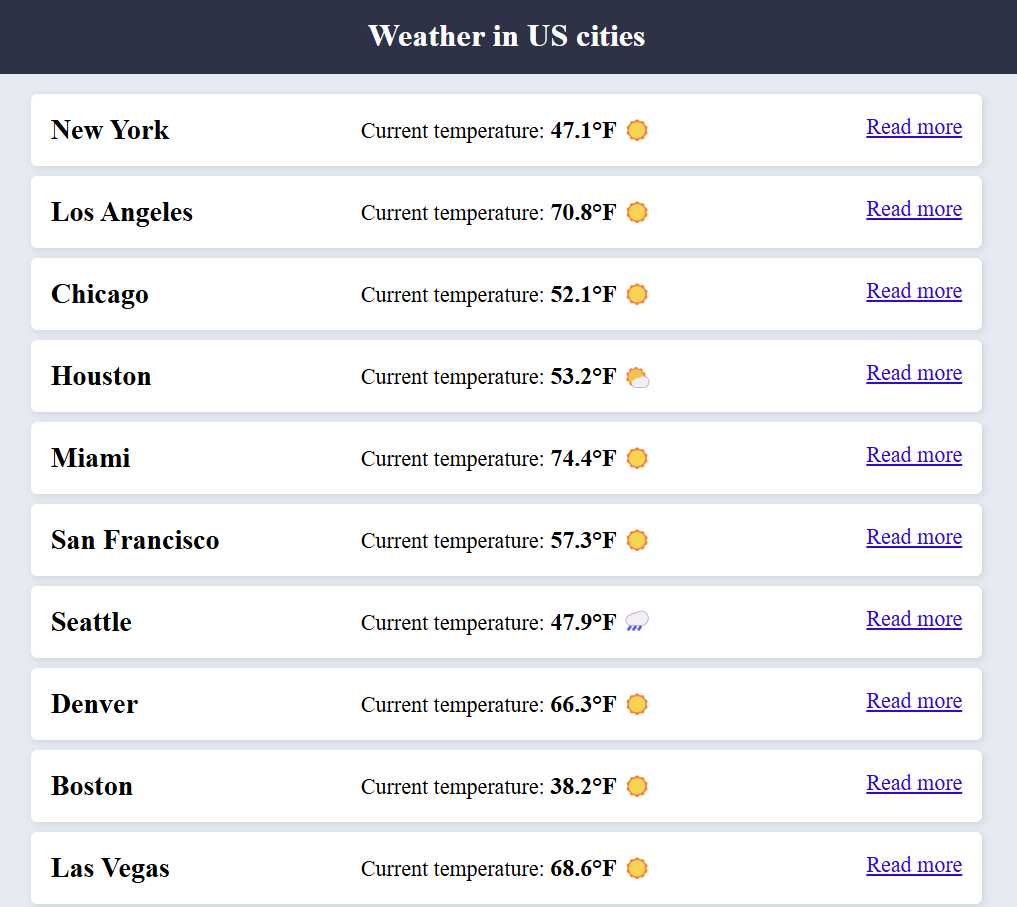 Weather in US cities
New York Current temperature: 47.1°F Read more
Los Angeles Current temperature: 70.8°F Read more
Chicago Current temperature: 52.1°F Read more
Houston Current temperature: 53.2°F Read more
Miami Current temperature: 74.4°F Read more
San Francisco Current temperature: 57.3°F Read more
Seattle Current temperature: 47.9°F Read more
Denver Current temperature: 66.3°F Read more
Boston Current temperature: 38.2°F Read more
Las Vegas Current temperature: 68.6°F Read more